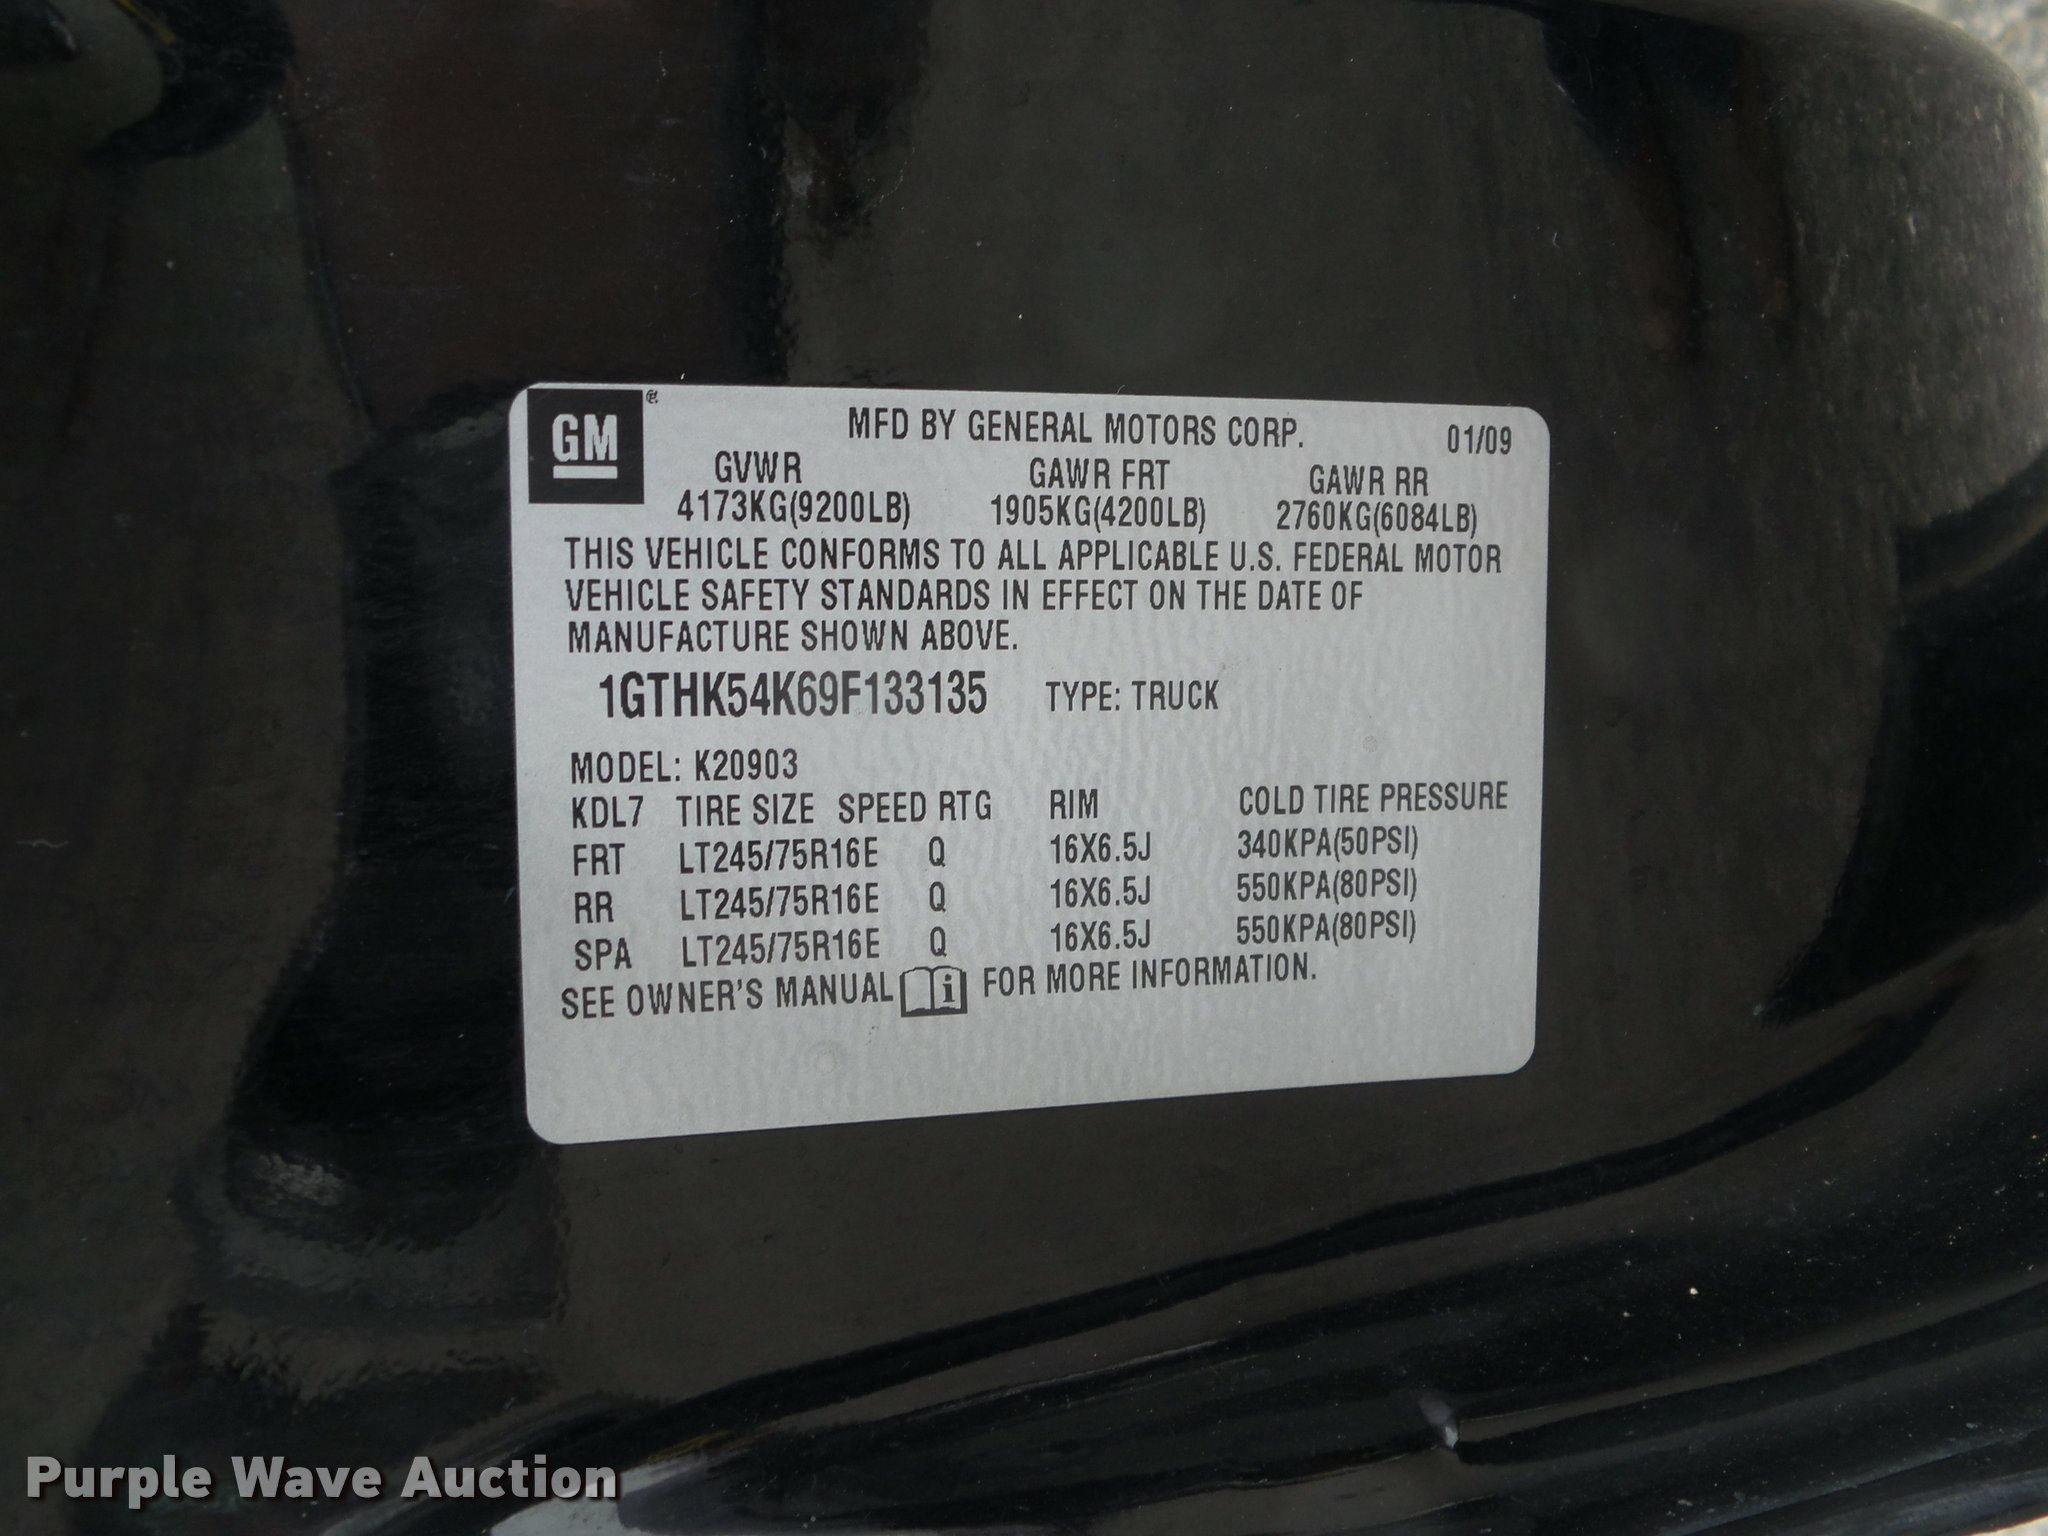 GM
MFD BY GENERAL MOTORS CORP. 01/09
GVWR GAWR FRT GAWR RR
4173KG(9200LB) 1905KG(4200LB) 2760KG(6084LB)
THIS VEHICLE CONFORMS TO ALL APPLICABLE U.S. FEDERAL MOTOR
VEHICLE SAFETY STANDARDS IN EFFECT ON THE DATE OF
MANUFACTURE SHOWN ABOVE.
1GTHK54K69F133135 TYPE: TRUCK
MODEL: K20903
KDL7 TIRE SIZE SPEED RTG RIM COLD TIRE PRESSURE
FRT LT245/75R16E Q 16X6.5J 340KPA(50PSI)
RR LT245/75R16E Q 16X6.5J 550KPA(80PSI)
SPA LT245/75R16E Q 16X6.5J 550KPA(80PSI)
SEE OWNER'S MANUAL i FOR MORE INFORMATION.
Purple Wave Auction